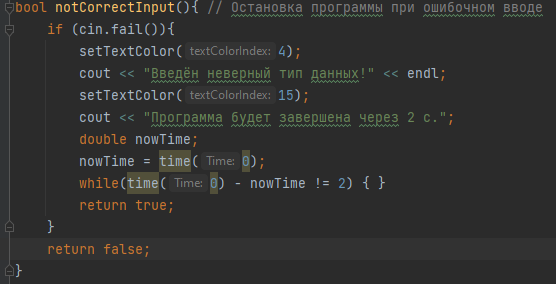 bool notCorrectInput(){ // Остановка программы при ошибочном вводе
    if (cin.fail()){
        setTextColor( textColorIndex: 4);
        cout << "Введён неверный тип данных!" << endl;
        setTextColor( textColorIndex: 15);
        cout << "Программа будет завершена через 2 с.";
        double nowTime;
        nowTime = time( Time: 0);
        while(time( Time: 0) - nowTime != 2) { }
        return true;
    }
    return false;
}